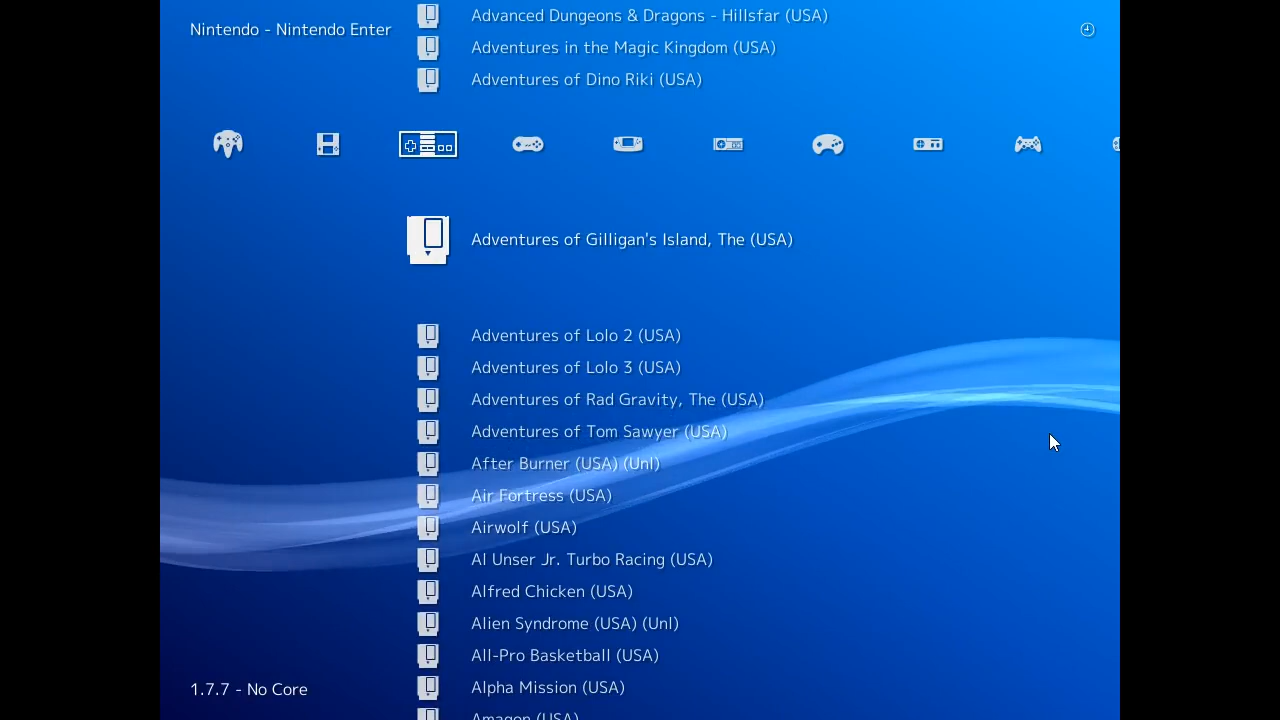 Advanced Dungeons & Dragons - Hillsfar (USA)
Nintendo - Nintendo Enter
Adventures in the Magic Kingdom (USA)
Adventures of Dino Riki (USA)
Adventures of Gilligan's Island, The (USA)
Adventures of Lolo 2 (USA)
Adventures of Lolo 3 (USA)
Adventures of Rad Gravity, The (USA)
Adventures of Tom Sawyer (USA)
After Burner (USA) (Unl)
Air Fortress (USA)
Airwolf (USA)
Al Unser Jr. Turbo Racing (USA)
Alfred Chicken (USA)
Alien Syndrome (USA) (Unl)
All-Pro Basketball (USA)
Alpha Mission (USA)
1.7.7 - No Core
Amagon (USA)